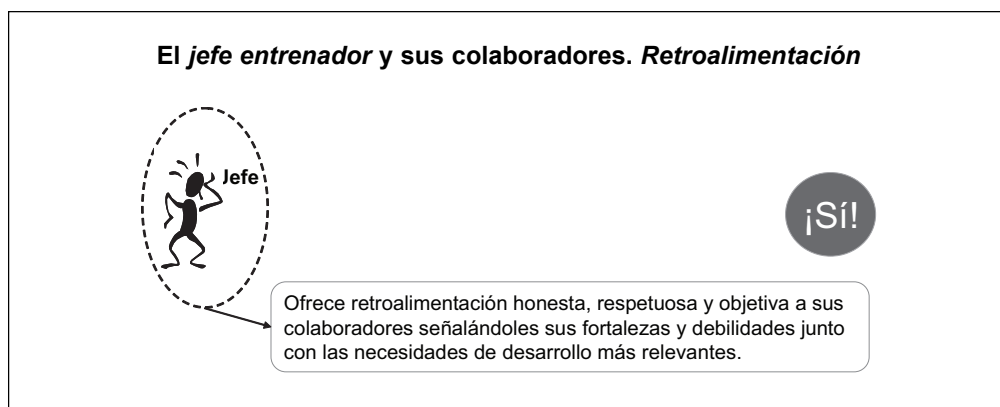 El jefe entrenador y sus colaboradores. Retroalimentación
Jefe
¡Sí!
Ofrece retroalimentación honesta, respetuosa y objetiva a sus
colaboradores señalándoles sus fortalezas y debilidades junto
con las necesidades de desarrollo más relevantes.